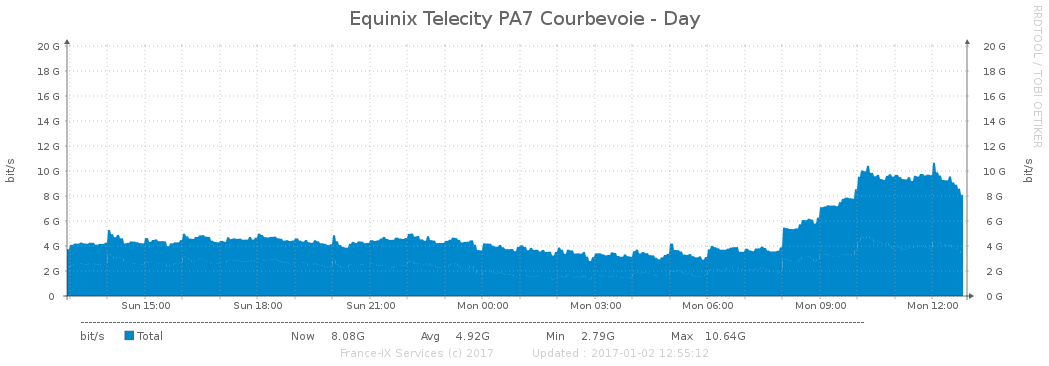 Equinix Telecity PA7 Courbevoie - Day
RRDTOOL / TOBI OETIKER
bit/s
20 G 20 G
18 G 18 G
16 G 16 G
14 G 14 G
12 G 12 G
10 G 10 G
8 G 8 G
6 G 6 G
4 G 4 G
2 G 2 G
0 0 G
bit/s
Sun 15:00 Sun 18:00 Sun 21:00 Mon 00:00 Mon 03:00 Mon 06:00 Mon 09:00 Mon 12:00
bit/s Total Now 8.08G Avg 4.92G Min 2.79G Max 10.64G
France-IX Services (c) 2017 Updated : 2017-01-02 12:55:12